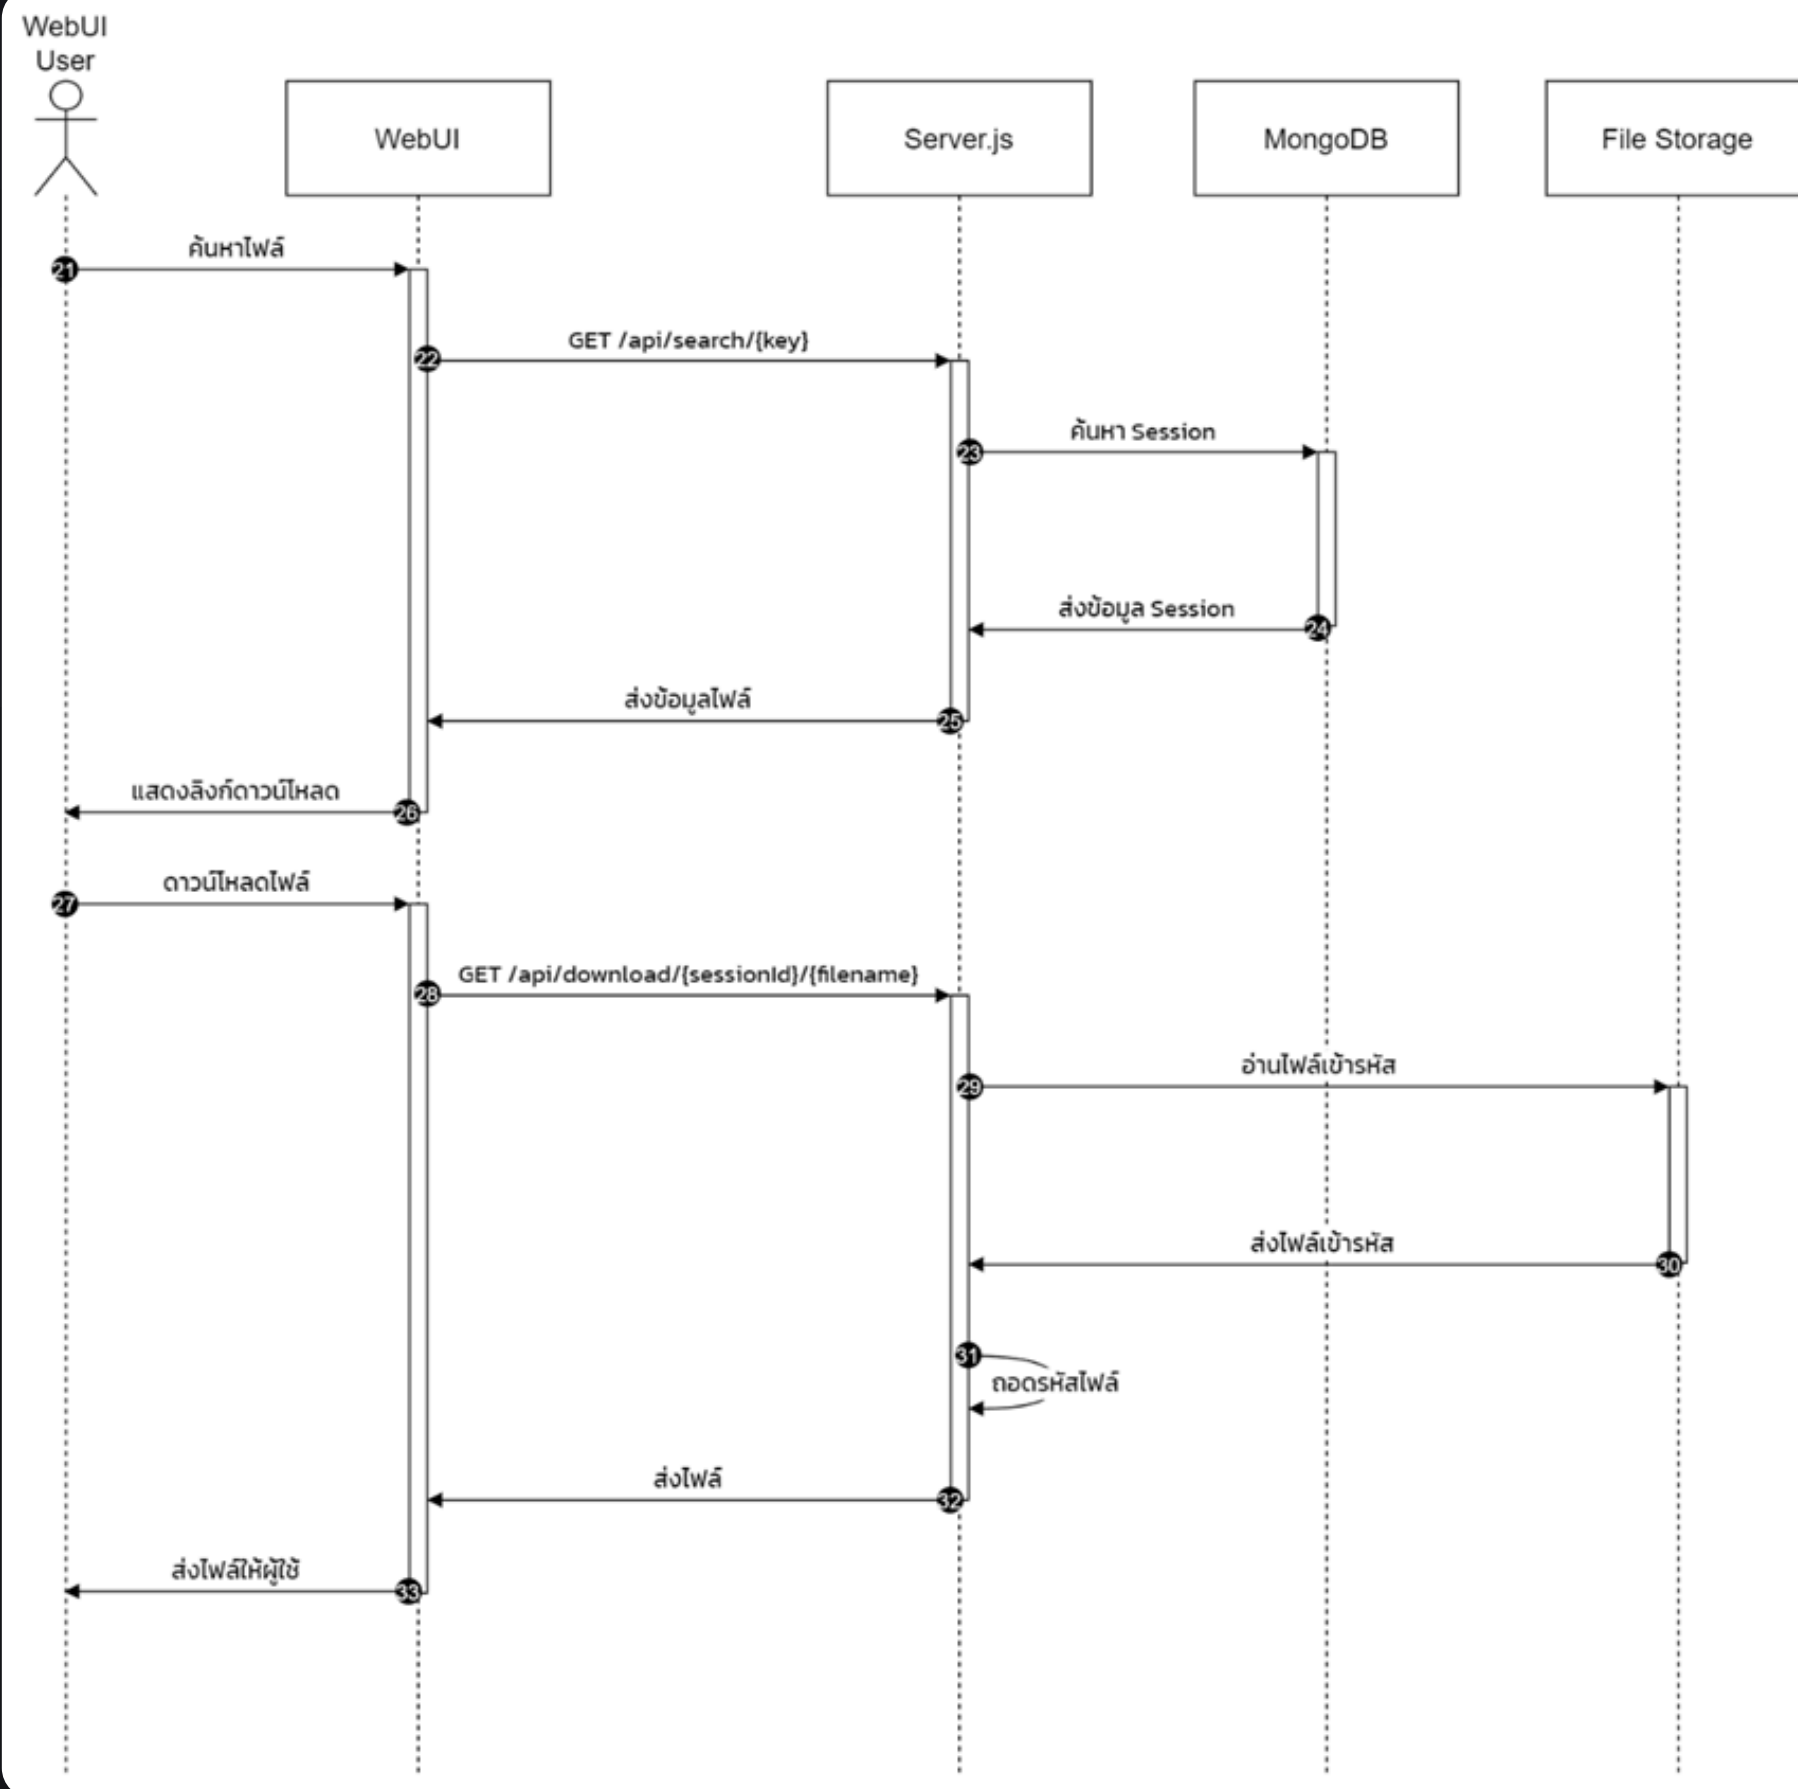 WebUI
User
WebUI
Server.js
MongoDB
File Storage
ค้นหาไฟล์
21
GET /api/search/{key}
22
ค้นหา Session
23
ส่งข้อมูล Session
24
ส่งข้อมูลไฟล์
25
แสดงลิงก์ดาวน์โหลด
26
ดาวน์โหลดไฟล์
27
GET /api/download/{sessionId}/{filename}
28
อ่านไฟล์เข้ารหัส
29
ส่งไฟล์เข้ารหัส
30
31
ถอดรหัสไฟล์
ส่งไฟล์
32
ส่งไฟล์ให้ผู้ใช้
33